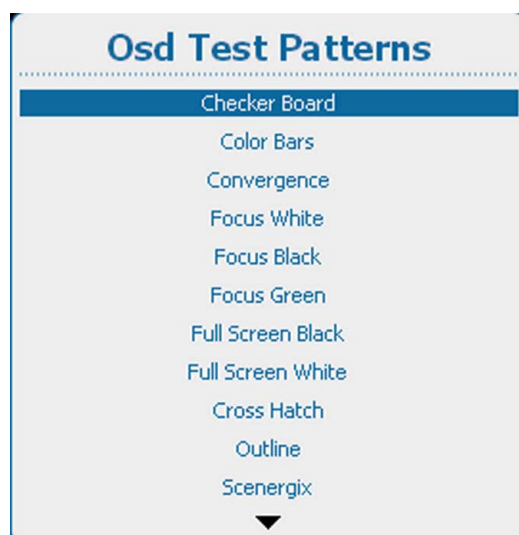 Osd Test Patterns
Checker Board
Color Bars
Convergence
Focus White
Focus Black
Focus Green
Full Screen Black
Full Screen White
Cross Hatch
Outline
Scenergix